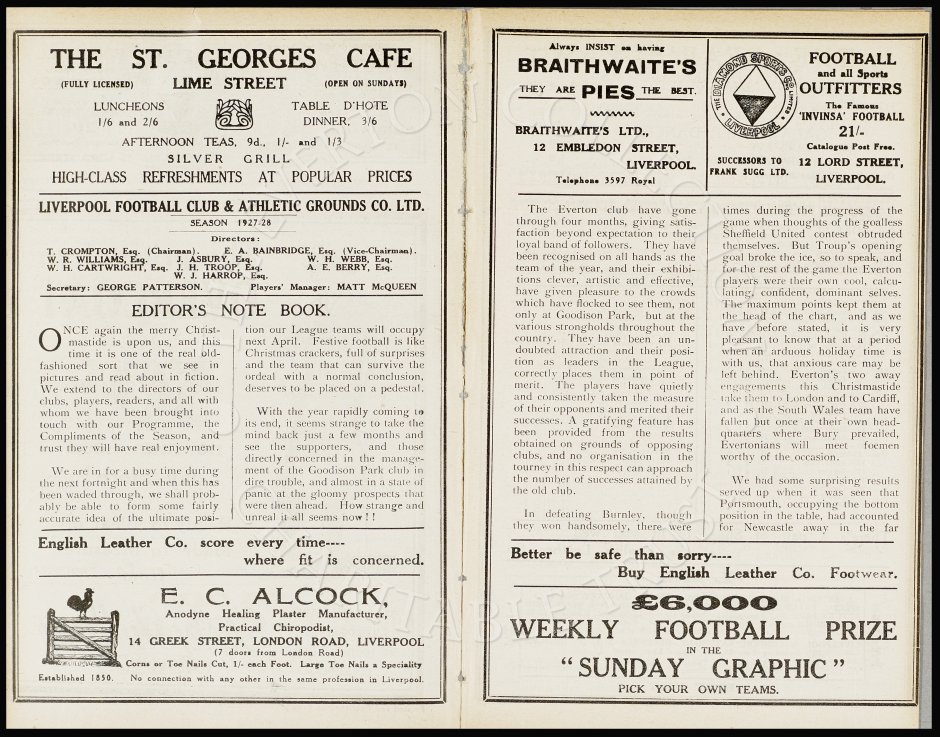 THE ST. GEORGES CAFE
(FULLY LICENSED) LIME STREET (OPEN ON SUNDAYS)
LUNCHEONS
1/6 and 2/6
TABLE D'HOTE
DINNER, 3/6
AFTERNOON TEAS, 9d., 1/- and 1/3
SILVER GRILL
HIGH-CLASS REFRESHMENTS AT POPULAR PRICES
LIVERPOOL FOOTBALL CLUB & ATHLETIC GROUNDS CO. LTD.
SEASON 1927-28
Directors:
T. CROMPTON, Esq. (Chairman). E. A. BAINBRIDGE, Esq. (Vice-Chairman).
W. R. WILLIAMS, Esq. J. ASBURY, Esq. W. H. WEBB, Esq.
W. H. CARTWRIGHT, Esq. J. H. TROOP, Esq. A. E. BERRY, Esq.
W. J. HARROP, Esq.
Secretary: GEORGE PATTERSON. Players' Manager: MATT McQUEEN
EDITOR'S NOTE BOOK.
ONCE again the merry Christ-
mastide is upon us, and this
time it is one of the real old-
fashioned sort that we see in
pictures and read about in fiction.
We extend to the directors of our
clubs, players, readers, and all with
whom we have been brought into
touch with our Programme, the
Compliments of the Season, and
trust they will have real enjoyment.
We are in for a busy time during
the next fortnight and when this has
been waded through, we shall prob-
ably be able to form some fairly
accurate idea of the ultimate posi-
tion our League teams will occupy
next April. Festive football is like
Christmas crackers, full of surprises
and the team that can survive the
ordeal with a normal conclusion,
deserves to be placed on a pedestal.
With the year rapidly coming to
its end, it seems strange to take the
mind back just a few months and
see the supporters, and those
directly concerned in the manage-
ment of the Goodison Park club in
dire trouble, and almost in a state of
panic at the gloomy prospects that
were then ahead. How strange and
unreal it all seems now!!
English Leather Co. score every time----
where fit is concerned.
E. C. ALCOCK,
Anodyne Healing Plaster Manufacturer,
Practical Chiropodist,
14 GREEK STREET, LONDON ROAD, LIVERPOOL
(7 doors from London Road)
Corns or Toe Nails Cut, 1/- each Foot. Large Toe Nails a Speciality
Established 1850. No connection with any other in the same profession in Liverpool.
Always INSIST on having
BRAITHWAITE'S
THEY ARE PIES THE BEST.
BRAITHWAITE'S LTD.,
12 EMBLEDON STREET,
LIVERPOOL.
Telephone 3597 Royal
THE DIAMOND SPORTS CO. LIMITED
LIVERPOOL
SUCCESSORS TO
FRANK SUGG LTD.
FOOTBALL
and all Sports
OUTFITTERS
The Famous
'INVINSA' FOOTBALL
21/-
Catalogue Post Free.
12 LORD STREET,
LIVERPOOL.
The Everton club have gone
through four months, giving satis-
faction beyond expectation to their
loyal band of followers. They have
been recognised on all hands as the
team of the year, and their exhibi-
tions clever, artistic and effective,
have given pleasure to the crowds
which have flocked to see them, not
only at Goodison Park, but at the
various strongholds throughout the
country. They have been an un-
doubted attraction and their posi-
tion as leaders in the League,
correctly places them in point of
merit. The players have quietly
and consistently taken the measure
of their opponents and merited their
successes. A gratifying feature has
been provided from the results
obtained on grounds of opposing
clubs, and no organisation in the
tourney in this respect can approach
the number of successes attained by
the old club.
In defeating Burnley, though
they won handsomely, there were
times during the progress of the
game when thoughts of the goalless
Sheffield United contest obtruded
themselves. But Troup's opening
goal broke the ice, so to speak, and
for the rest of the game the Everton
players were their own cool, calcu-
lating, confident, dominant selves.
The maximum points kept them at
the head of the chart, and as we
have before stated, it is very
pleasant to know that at a period
when an arduous holiday time is
with us, that anxious care may be
left behind. Everton's two away
engagements this Christmastide
take them to London and to Cardiff,
and as the South Wales team have
fallen but once at their own head-
quarters where Bury prevailed,
Evertonians will meet foemen
worthy of the occasion.
We had some surprising results
served up when it was seen that
Portsmouth, occupying the bottom
position in the table, had accounted
for Newcastle away in the far
Better be safe than sorry----
Buy English Leather Co. Footwear.
£6,000
WEEKLY FOOTBALL PRIZE
IN THE
"SUNDAY GRAPHIC"
PICK YOUR OWN TEAMS.